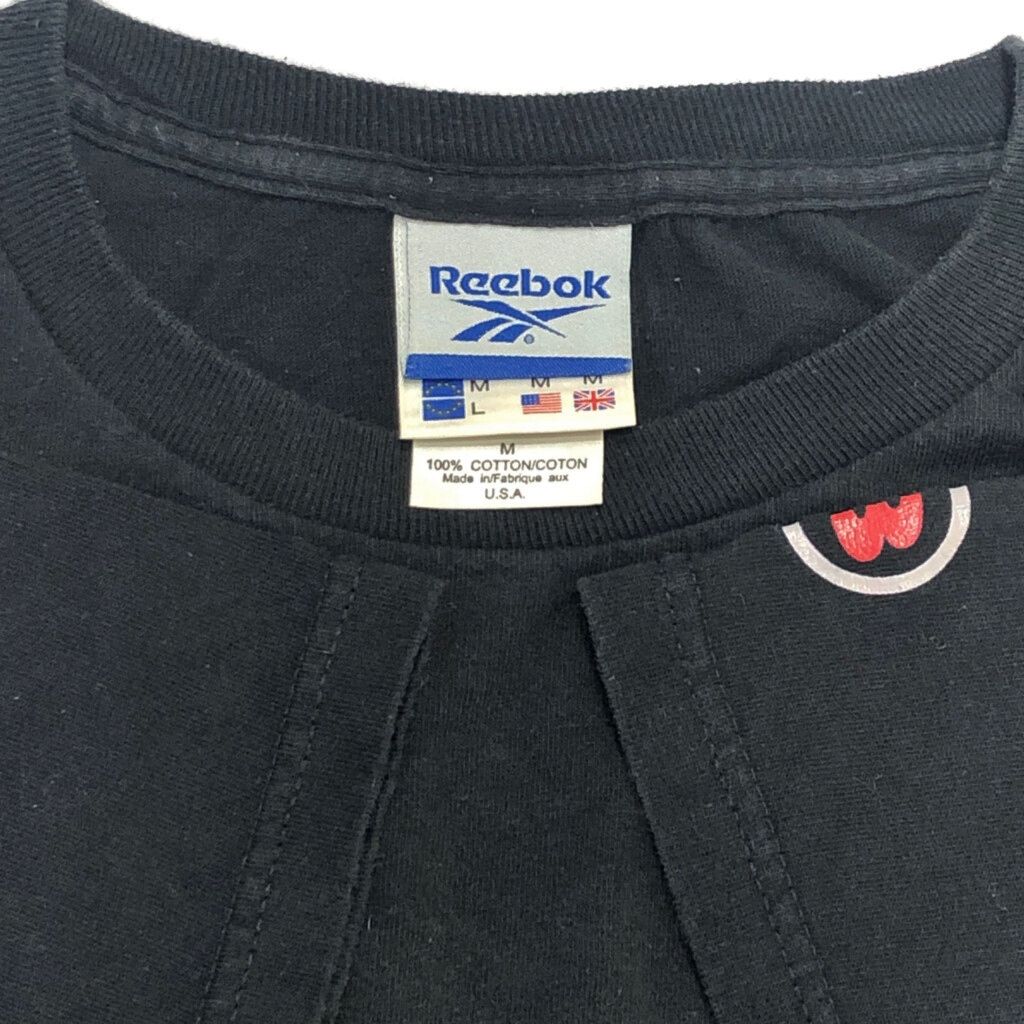 Reebok
®
M M M
L
M
100% COTTON/COTON
Made in/Fabrique aux
U.S.A.